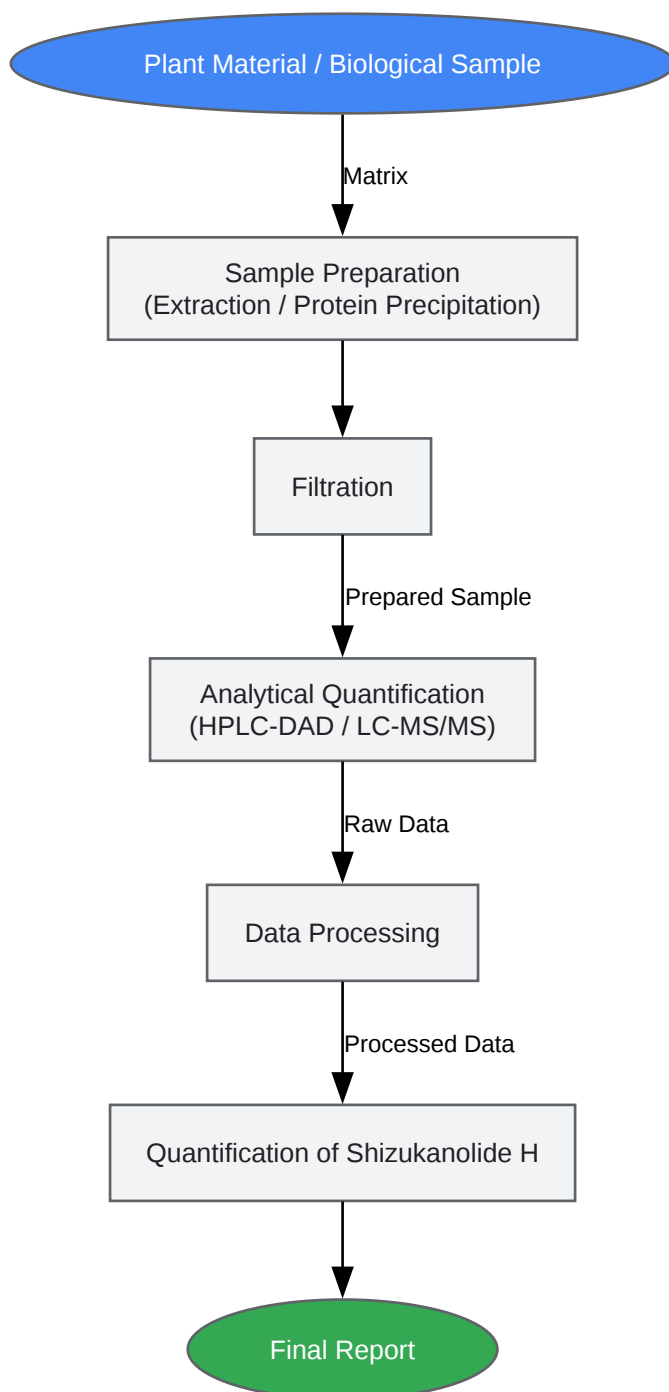 Plant Material / Biological Sample
Matrix
Sample Preparation
(Extraction / Protein Precipitation)
Filtration
Prepared Sample
Analytical Quantification
(HPLC-DAD / LC-MS/MS)
Raw Data
Data Processing
Processed Data
Quantification of Shizukanolide H
Final Report